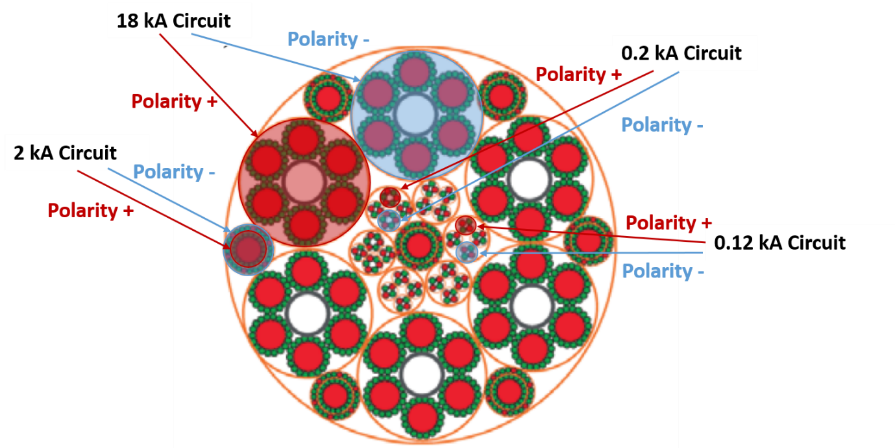 18 kA Circuit
Polarity -
0.2 kA Circuit
Polarity +
Polarity +
Polarity -
2 kA Circuit
Polarity -
Polarity +
Polarity +
0.12 kA Circuit
Polarity -